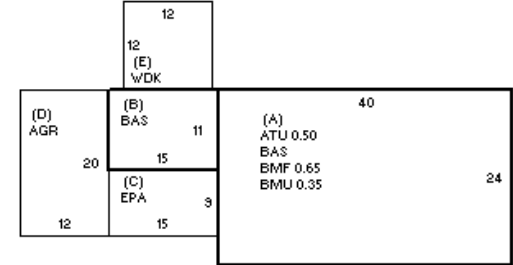 12
12
(E)
WDK
40
(D)
AGR
20
12
(B)
BAS
11
15
(C)
EPA
9
15
(A)
ATU 0.50
BAS
BMF 0.65
BMU 0.35
24